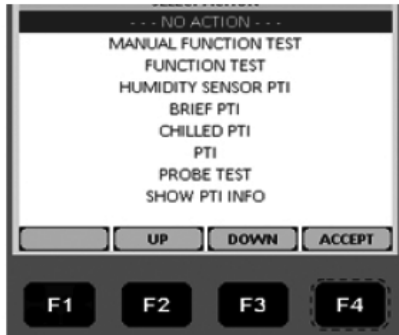 - - - NO ACTION - - -
MANUAL FUNCTION TEST
FUNCTION TEST
HUMIDITY SENSOR PTI
BRIEF PTI
CHILLED PTI
PTI
PROBE TEST
SHOW PTI INFO
UP DOWN ACCEPT
F1 F2 F3 F4